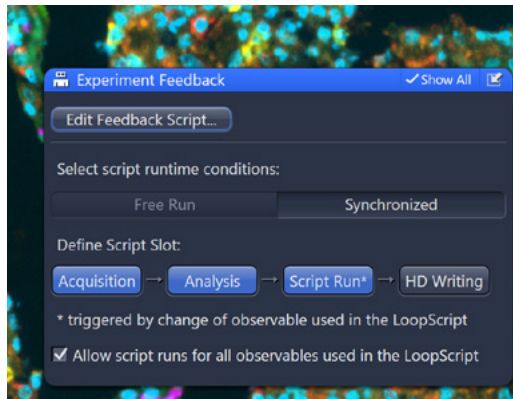 Experiment Feedback ✓ Show All
Edit Feedback Script...
Select script runtime conditions:
Free Run Synchronized
Define Script Slot:
Acquisition → Analysis → Script Run* → HD Writing
* triggered by change of observable used in the LoopScript
Allow script runs for all observables used in the LoopScript